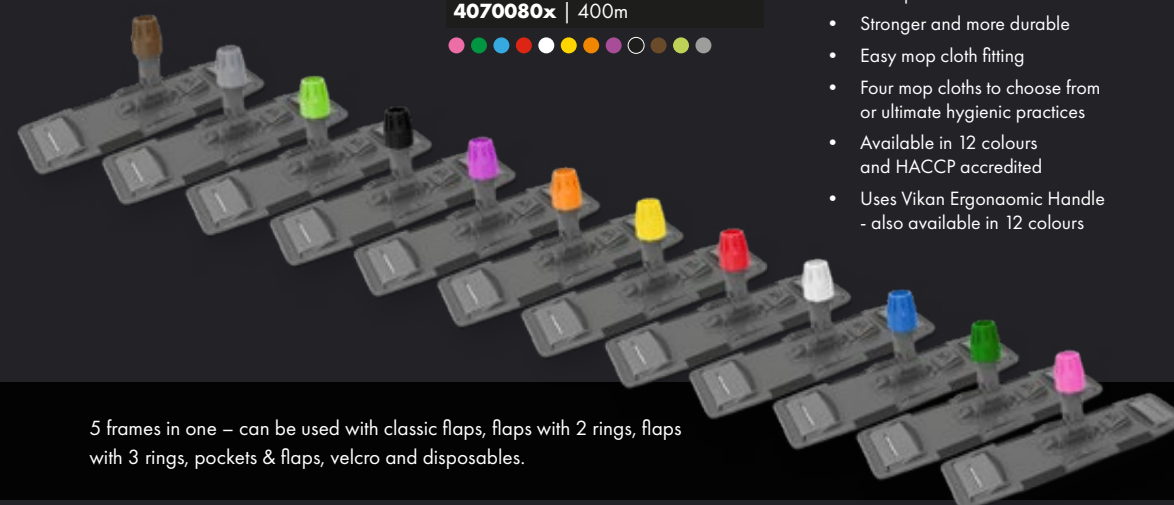 4070080x | 400m
• Stronger and more durable
• Easy mop cloth fitting
• Four mop cloths to choose from
or ultimate hygienic practices
• Available in 12 colours
and HACCP accredited
• Uses Vikan Ergonaomic Handle
- also available in 12 colours
5 frames in one – can be used with classic flaps, flaps with 2 rings, flaps
with 3 rings, pockets & flaps, velcro and disposables.